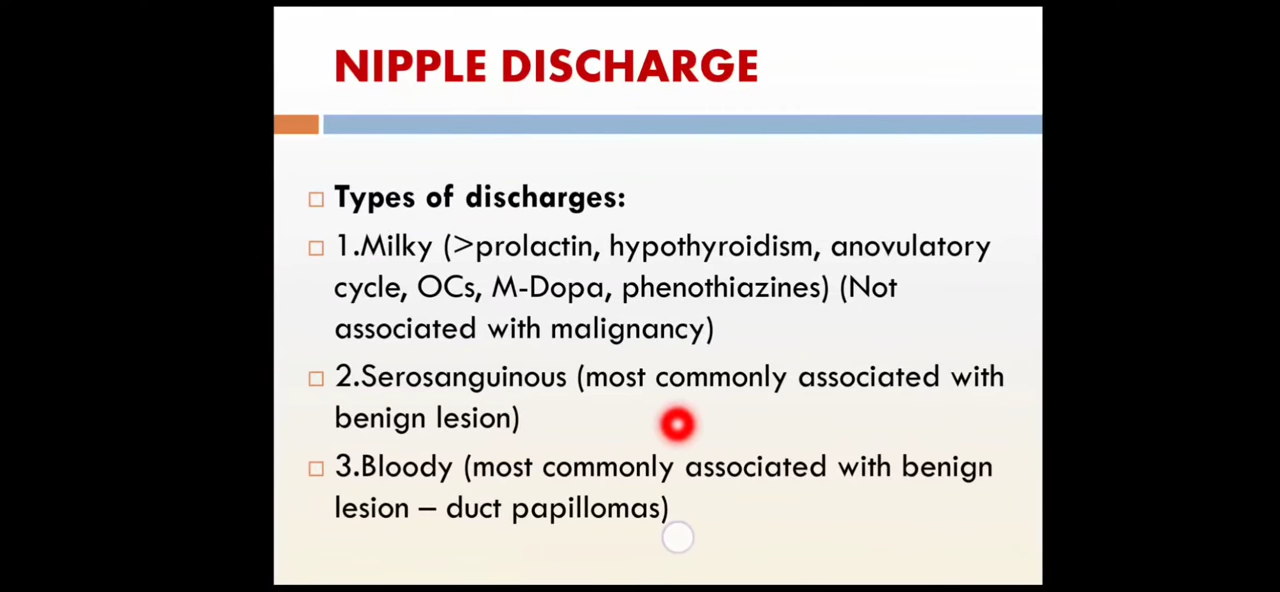 NIPPLE DISCHARGE
Types of discharges:
1.Milky (>prolactin, hypothyroidism, anovulatory
cycle, OCs, M-Dopa, phenothiazines) (Not
associated with malignancy)
2.Serosanguinous (most commonly associated with
benign lesion)
3.Bloody (most commonly associated with benign
lesion – duct papillomas)